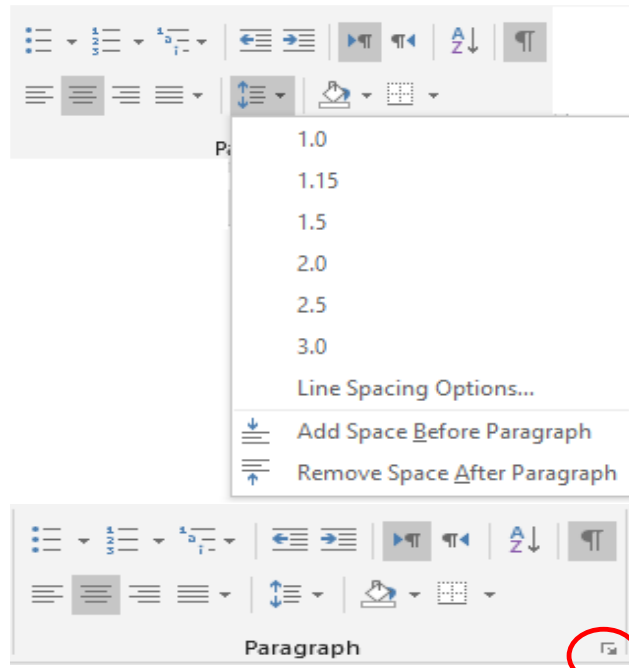 Pa
1.0
1.15
1.5
2.0
2.5
3.0
Line Spacing Options...
Add Space Before Paragraph
Remove Space After Paragraph
Paragraph